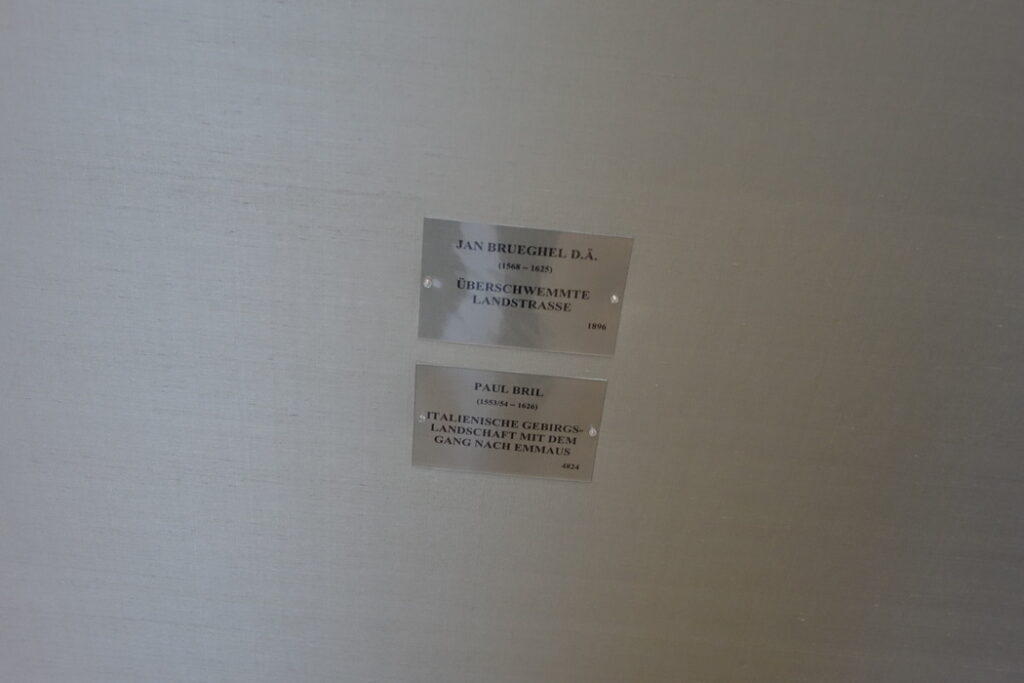 JAN BRUEGHEL D.Ä.
(1568 – 1625)
ÜBERSCHWEMMTE
LANDSTRASSE
1896
PAUL BRIL
(1553/54 – 1626)
ITALIENISCHE GEBIRGS-
LANDSCHAFT MIT DEM
GANG NACH EMMAUS
4824